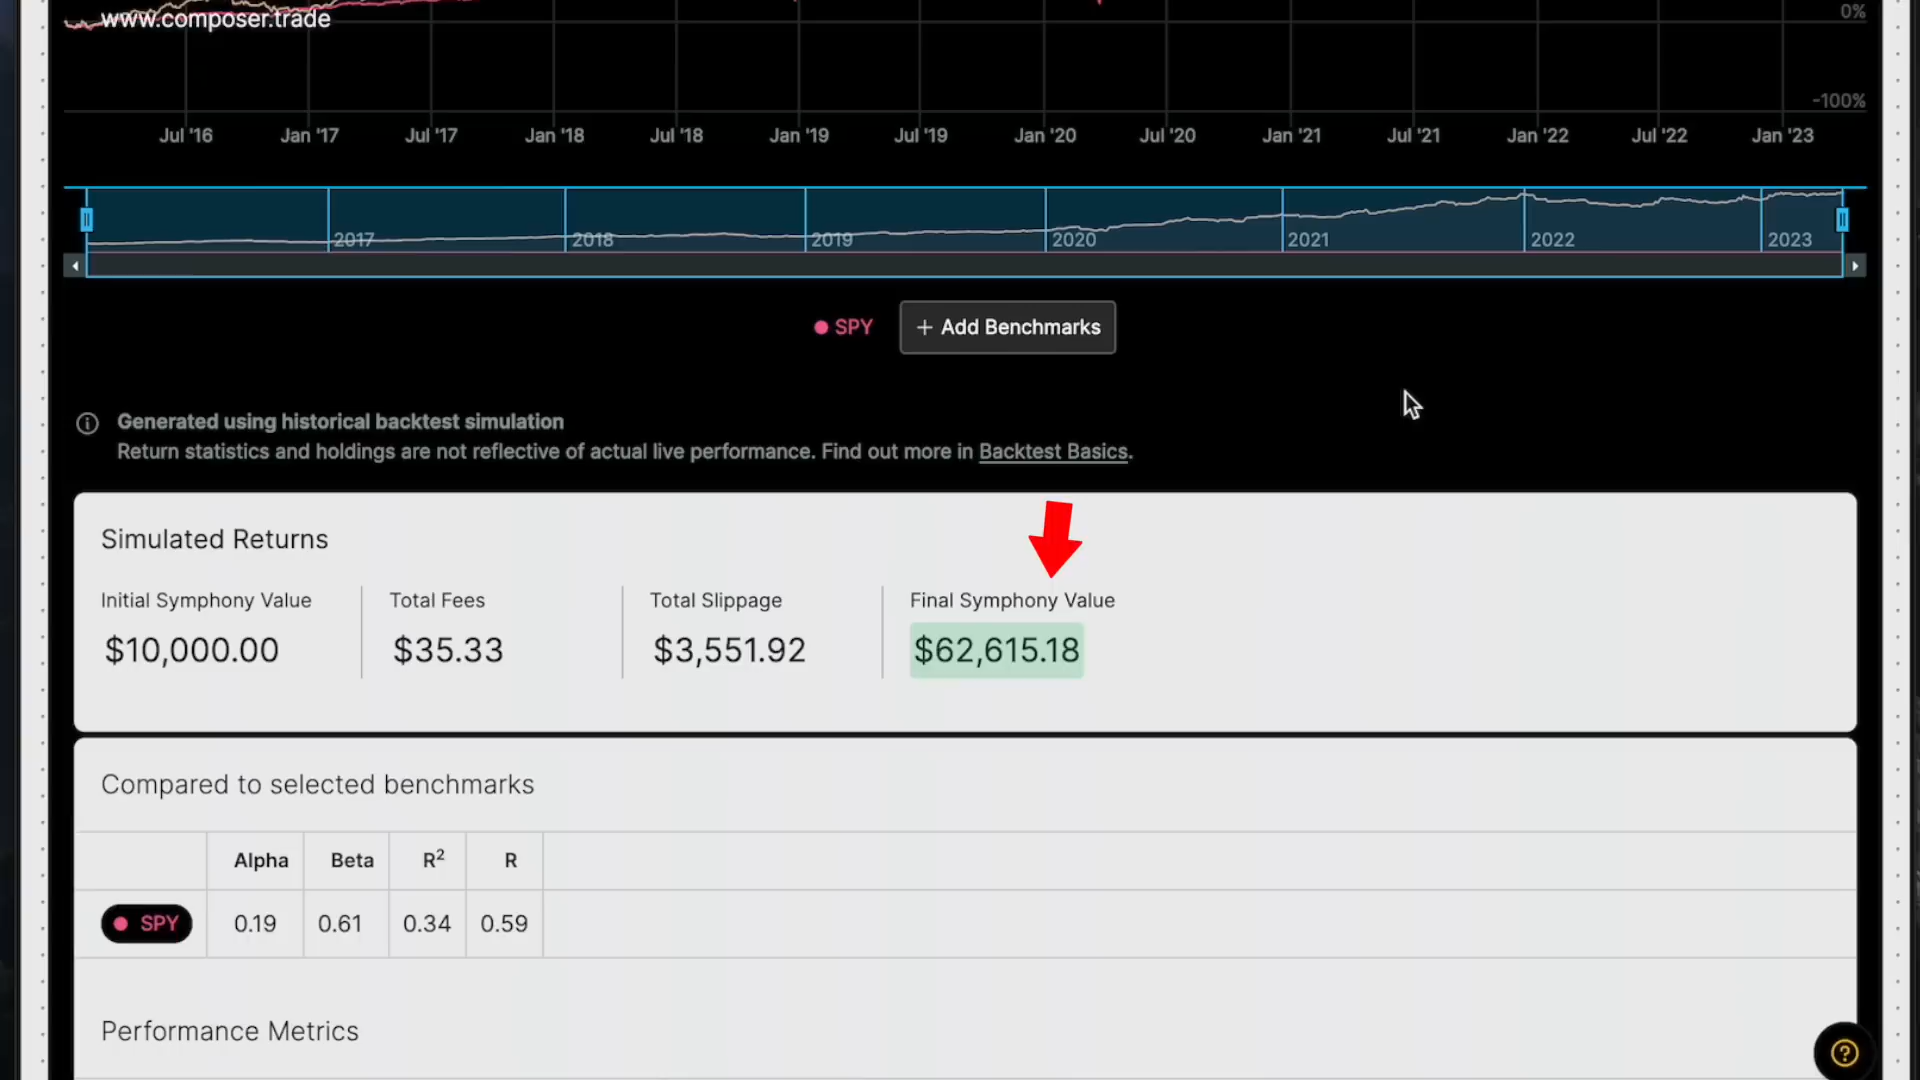 www.composer.trade
0%
-100%
Jul '16 Jan '17 Jul '17 Jan '18 Jul '18 Jan '19 Jul '19 Jan '20 Jul '20 Jan '21 Jul '21 Jan '22 Jul '22 Jan '23
2017 2018 2019 2020 2021 2022 2023
SPY + Add Benchmarks
Generated using historical backtest simulation
Return statistics and holdings are not reflective of actual live performance. Find out more in Backtest Basics.
Simulated Returns
Initial Symphony Value Total Fees Total Slippage Final Symphony Value
$10,000.00 $35.33 $3,551.92 $62,615.18
Compared to selected benchmarks
Alpha Beta R² R
SPY 0.19 0.61 0.34 0.59
Performance Metrics
?